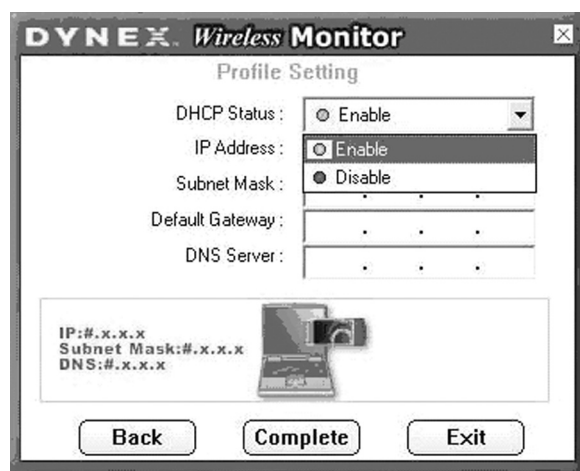 DYNEX Wireless Monitor
Profile Setting
DHCP Status : Enable
IP Address : Enable
Subnet Mask : Disable
. . .
Default Gateway :
. . .
DNS Server :
. . .
IP:#.x.x.x
Subnet Mask:#.x.x.x
DNS:#.x.x.x
Back Complete Exit